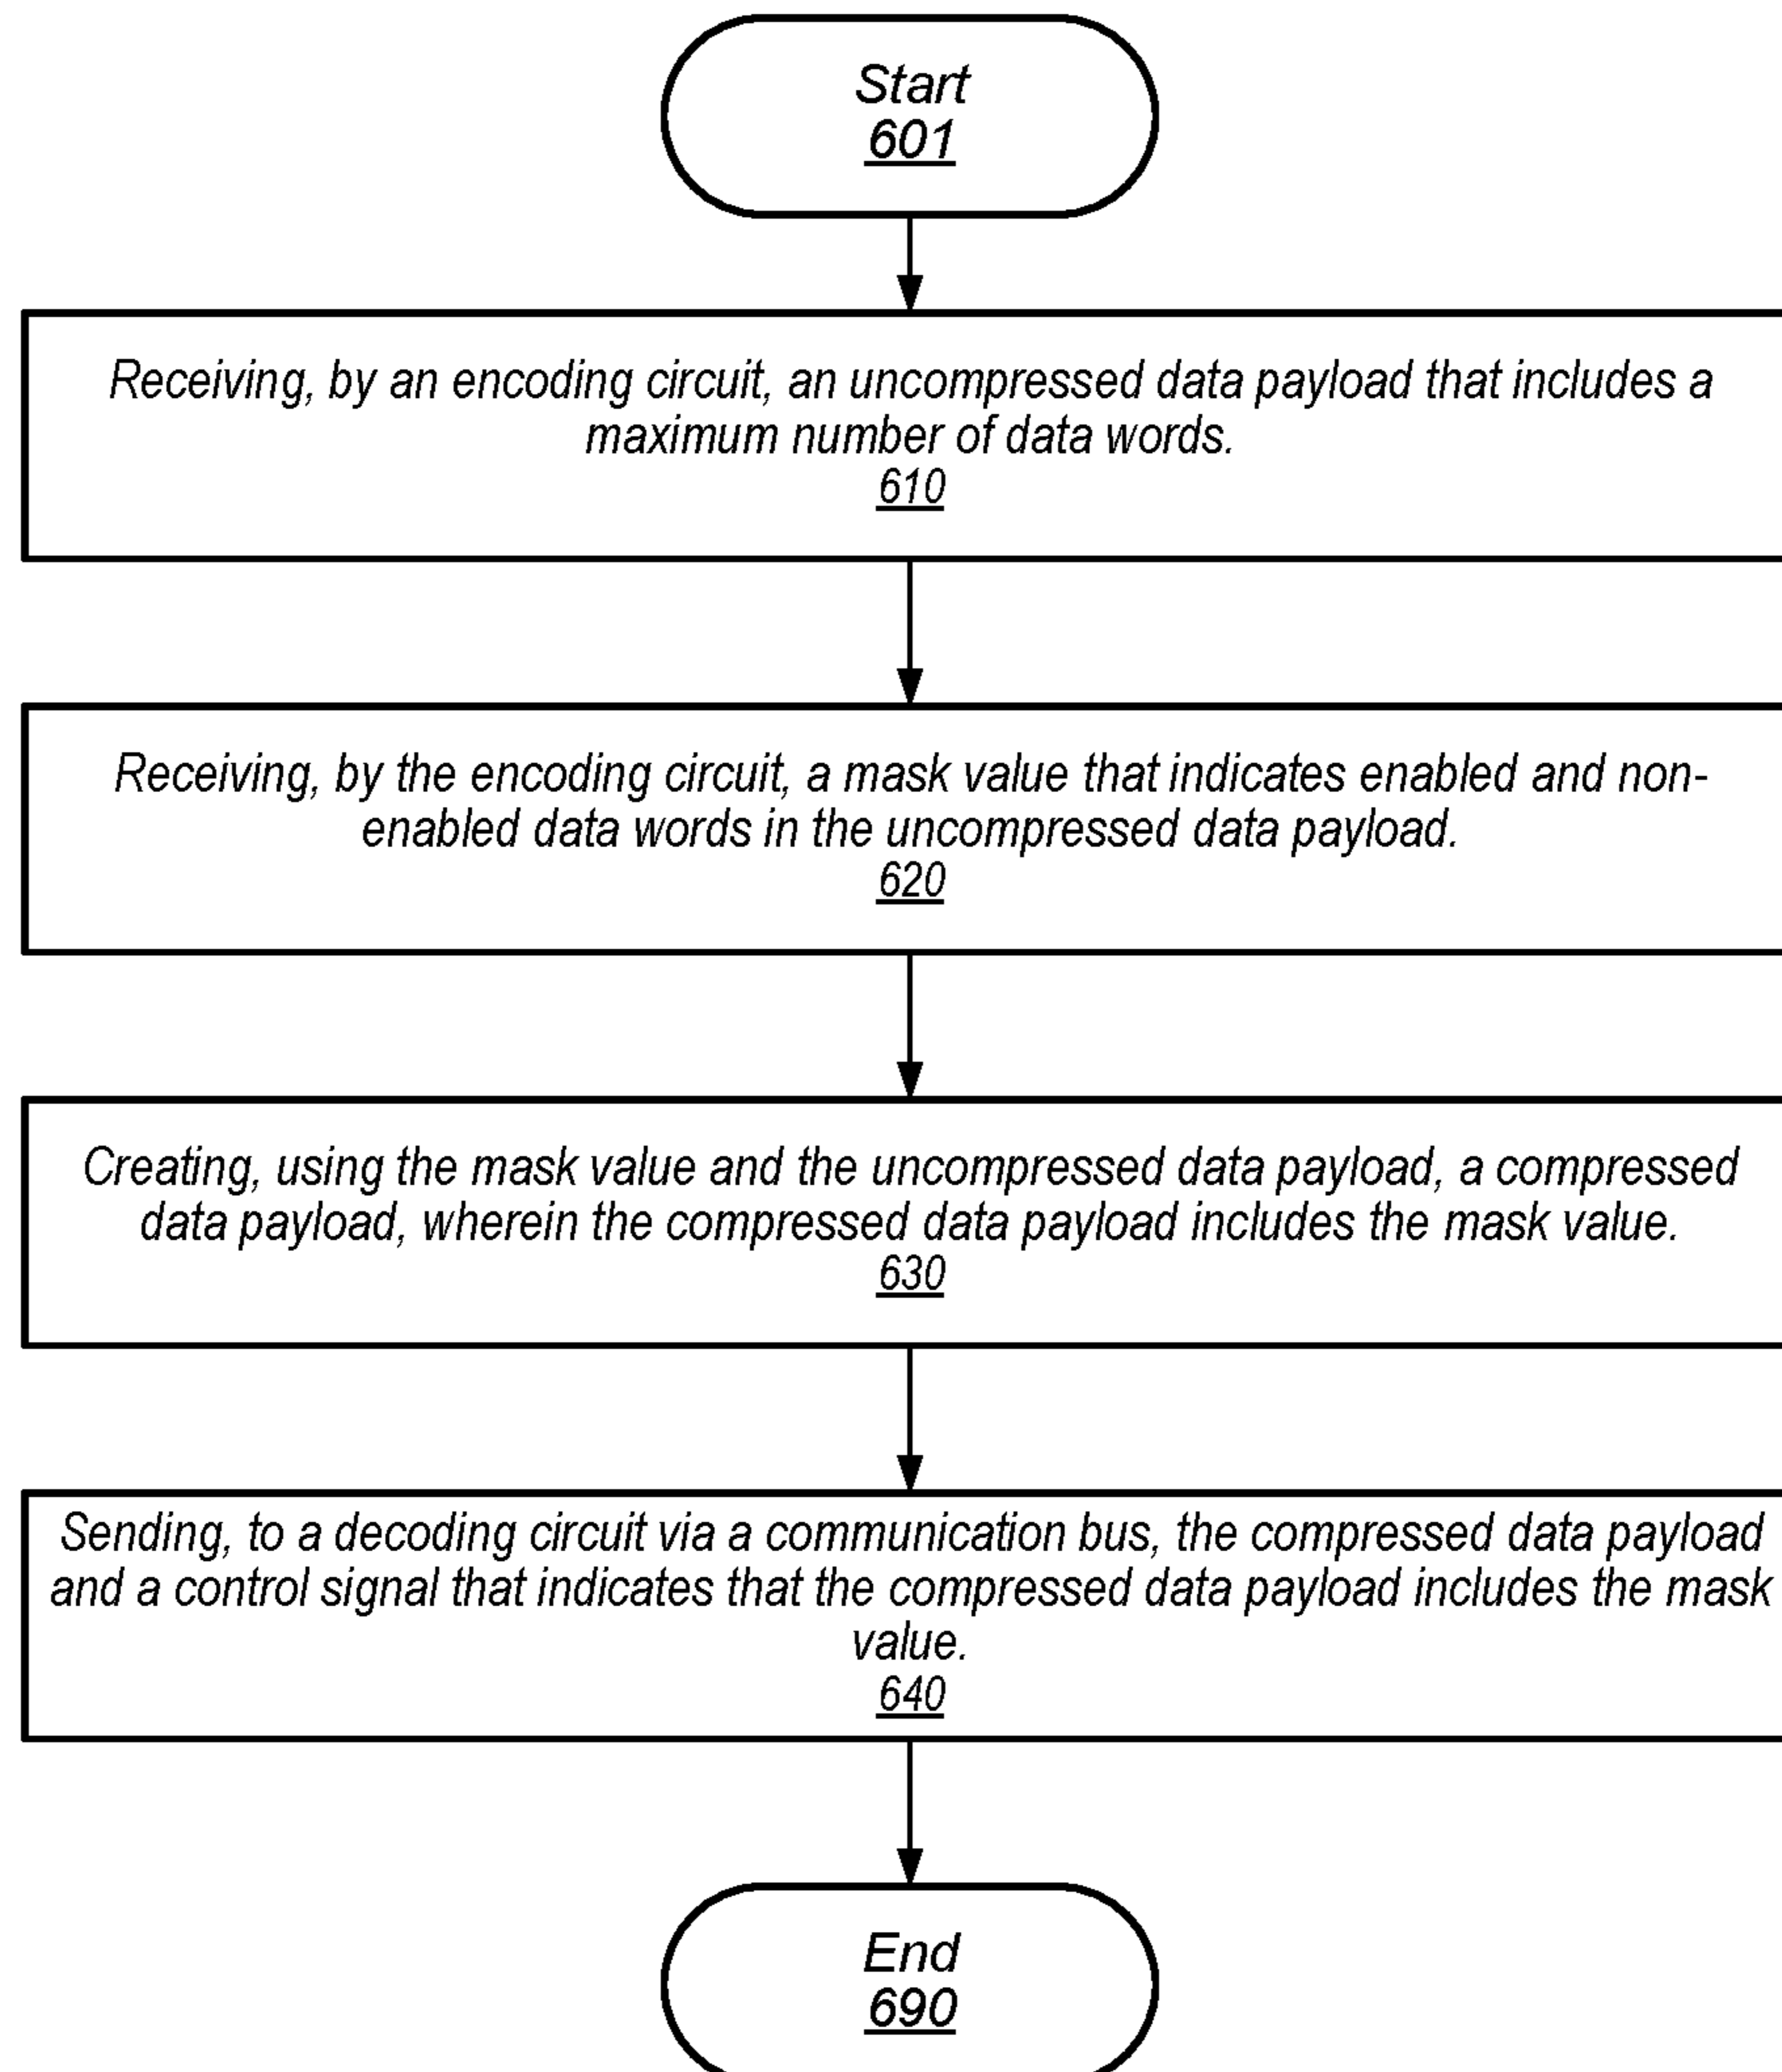 Start
601
Receiving, by an encoding circuit, an uncompressed data payload that includes a
maximum number of data words.
610
Receiving, by the encoding circuit, a mask value that indicates enabled and non-
enabled data words in the uncompressed data payload.
620
Creating, using the mask value and the uncompressed data payload, a compressed
data payload, wherein the compressed data payload includes the mask value.
630
Sending, to a decoding circuit via a communication bus, the compressed data payload
and a control signal that indicates that the compressed data payload includes the mask
value.
640
End
690